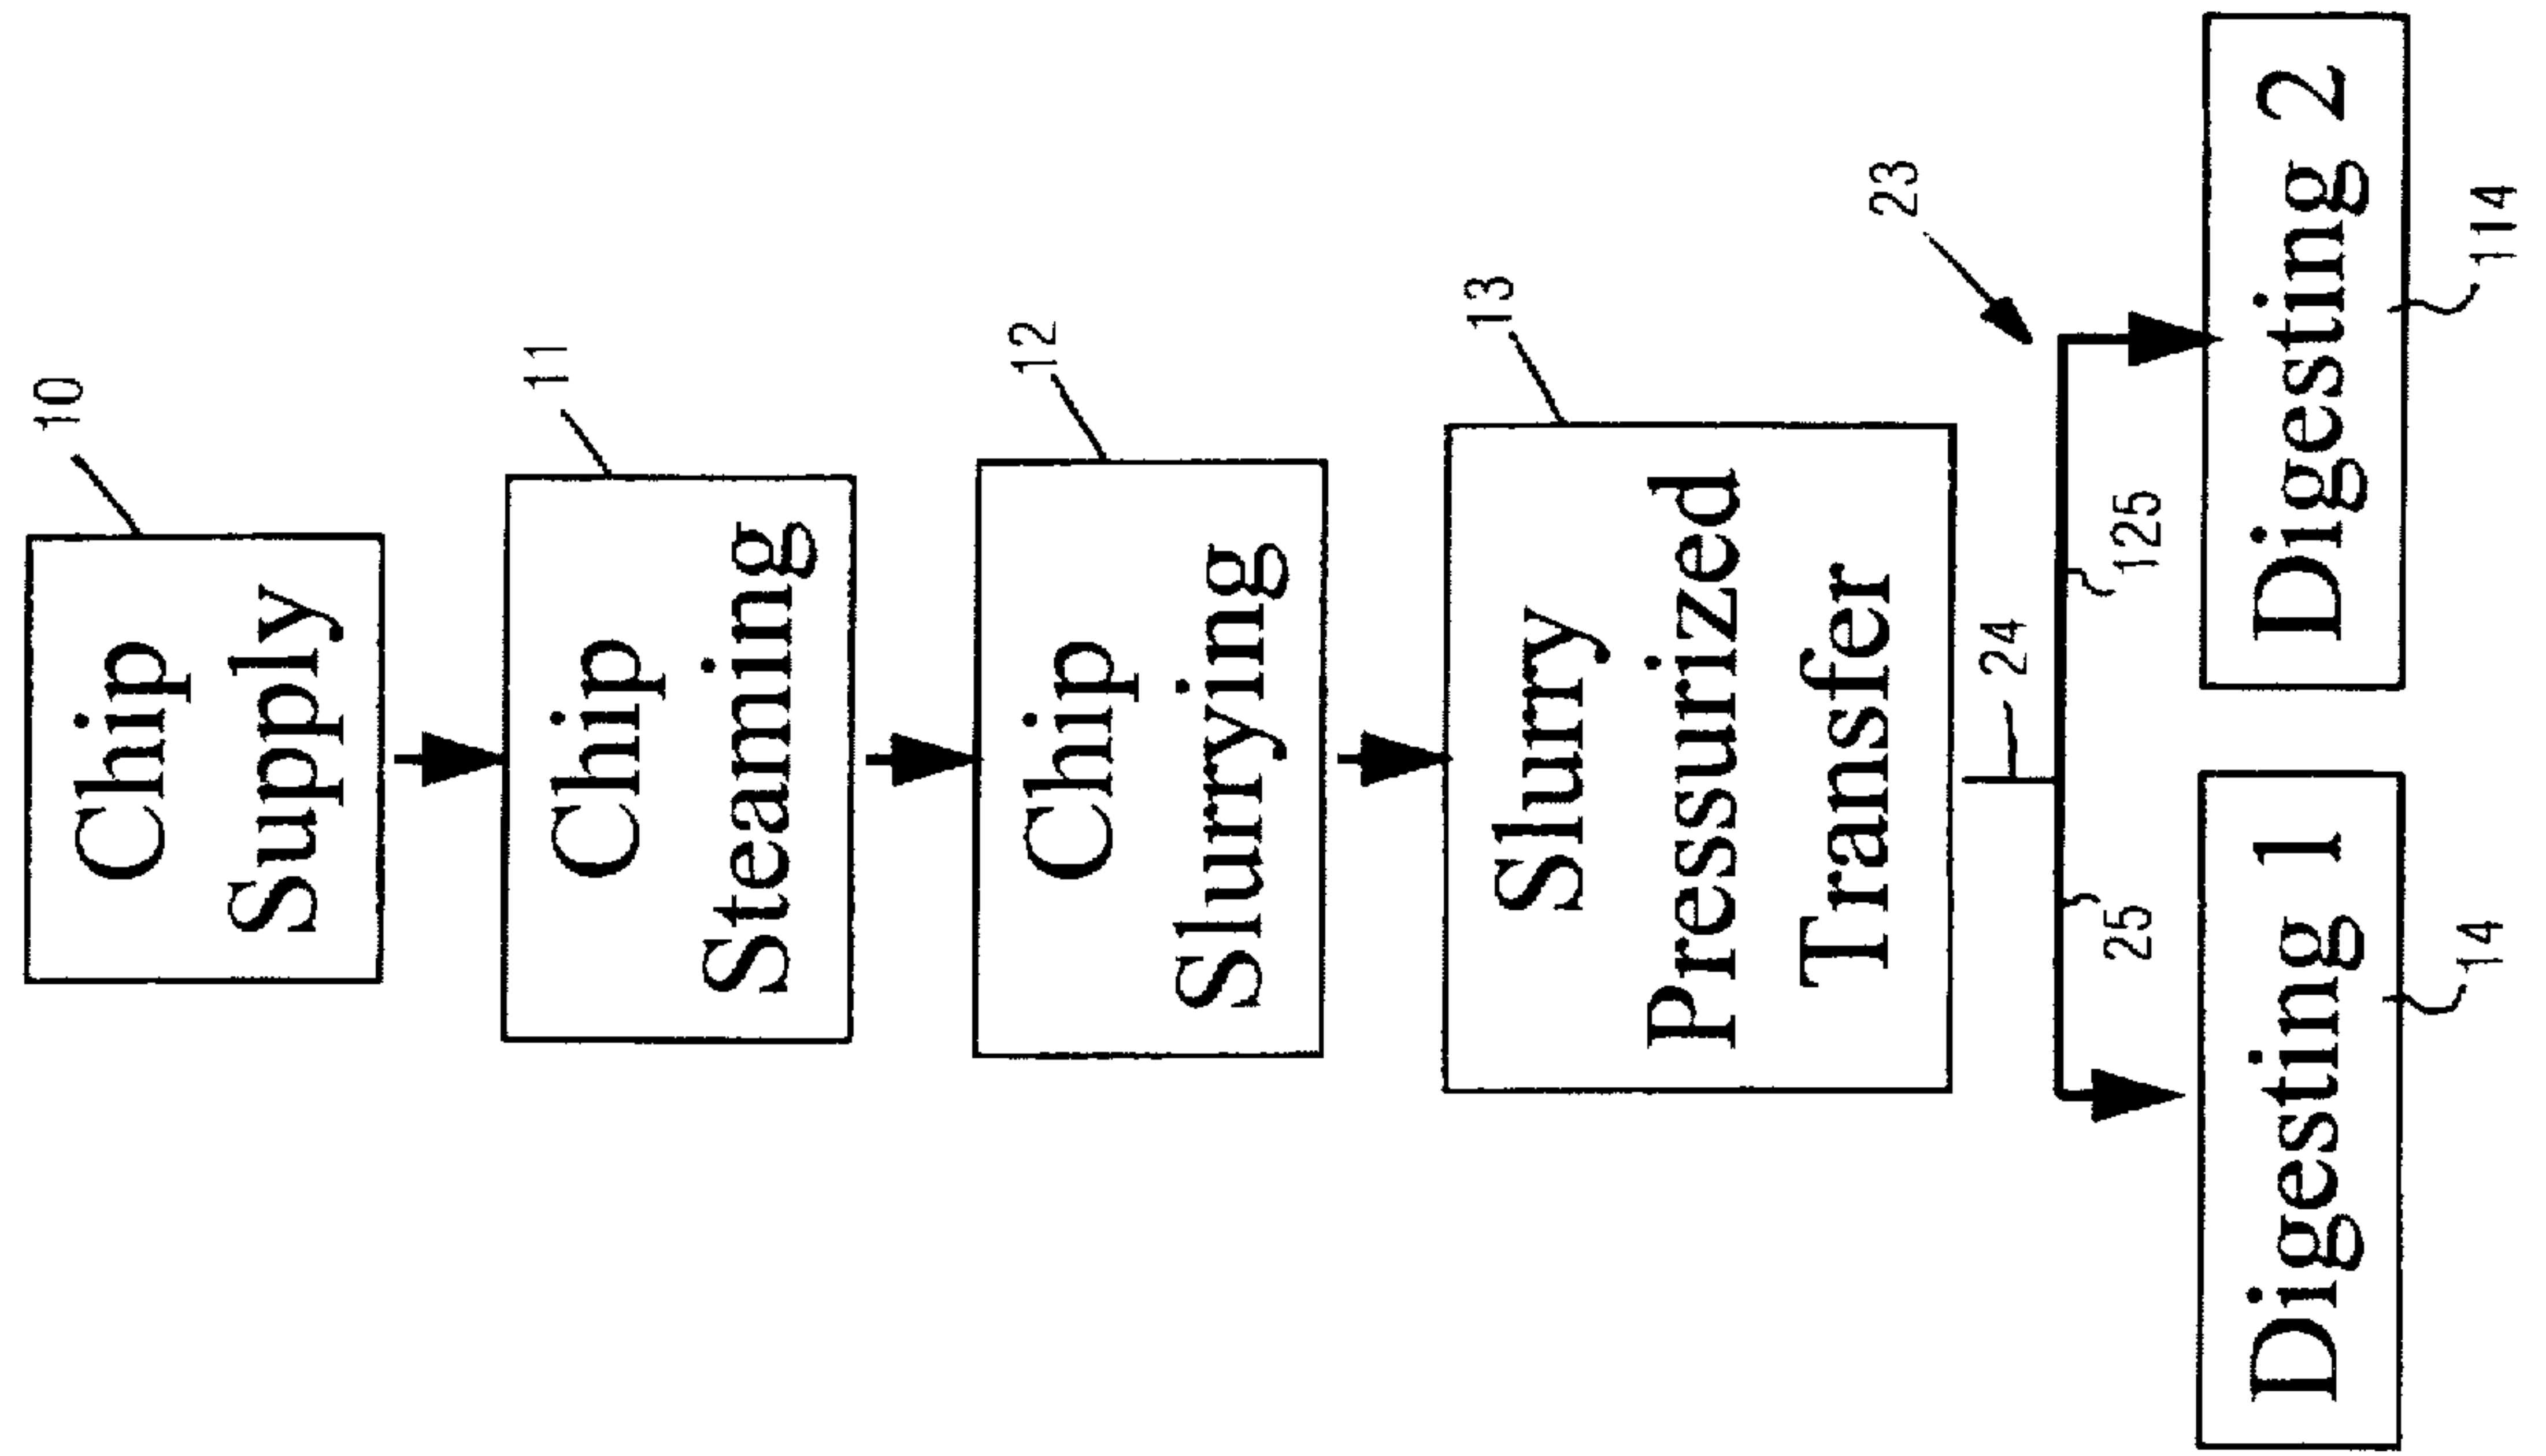 10
Chip
Supply
11
Chip
Steaming
12
Chip
Slurrying
13
Slurry
Pressurized
Transfer
23
24
25
125
Digesting 1
14
Digesting 2
114